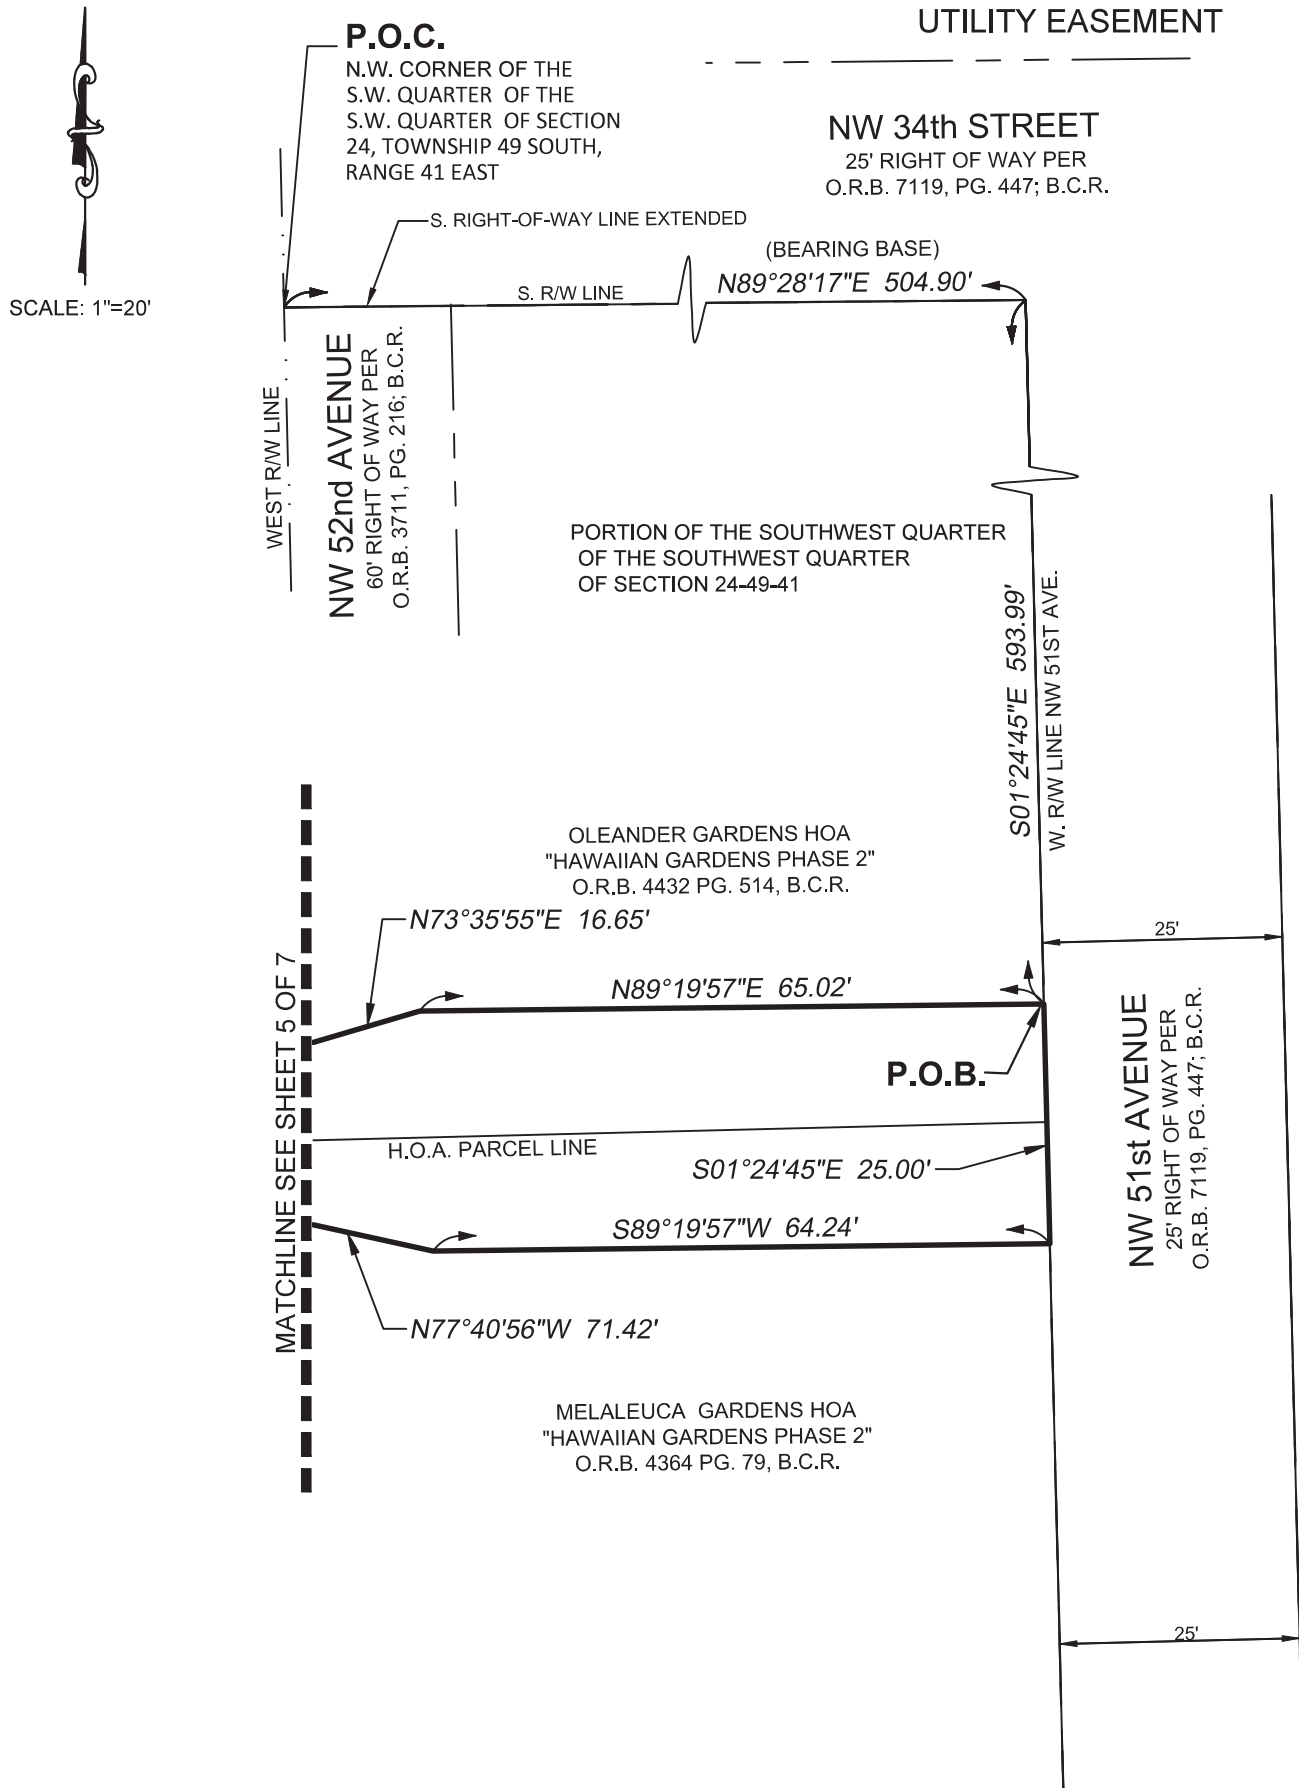 UTILITY EASEMENT
P.O.C.
N.W. CORNER OF THE
S.W. QUARTER OF THE
S.W. QUARTER OF SECTION
24, TOWNSHIP 49 SOUTH,
RANGE 41 EAST
NW 34th STREET
25' RIGHT OF WAY PER
O.R.B. 7119, PG. 447; B.C.R.
S. RIGHT-OF-WAY LINE EXTENDED
(BEARING BASE)
N89°28'17"E 504.90'
S. R/W LINE
SCALE: 1"=20'
WEST R/W LINE
NW 52nd AVENUE
60' RIGHT OF WAY PER
O.R.B. 3711, PG. 216; B.C.R.
PORTION OF THE SOUTHWEST QUARTER
OF THE SOUTHWEST QUARTER
OF SECTION 24-49-41
S01°24'45"E 593.99'
W. R/W LINE NW 51ST AVE.
OLEANDER GARDENS HOA
"HAWAIIAN GARDENS PHASE 2"
O.R.B. 4432 PG. 514, B.C.R.
N73°35'55"E 16.65'
25'
N89°19'57"E 65.02'
MATCHLINE SEE SHEET 5 OF 7
P.O.B.
NW 51st AVENUE
25' RIGHT OF WAY PER
O.R.B. 7119, PG. 447; B.C.R.
H.O.A. PARCEL LINE
S01°24'45"E 25.00'
S89°19'57"W 64.24'
N77°40'56"W 71.42'
MELALEUCA GARDENS HOA
"HAWAIIAN GARDENS PHASE 2"
O.R.B. 4364 PG. 79, B.C.R.
25'